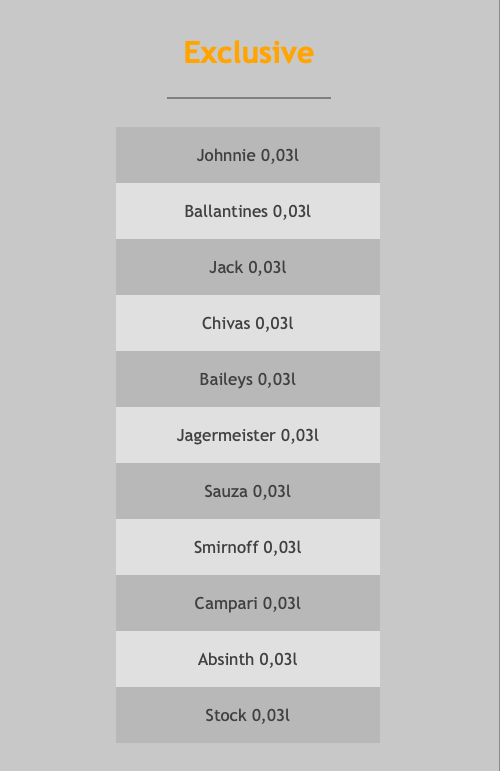 Exclusive
Johnnie 0,03l
Ballantines 0,03l
Jack 0,03l
Chivas 0,03l
Baileys 0,03l
Jagermeister 0,03l
Sauza 0,03l
Smirnoff 0,03l
Campari 0,03l
Absinth 0,03l
Stock 0,03l